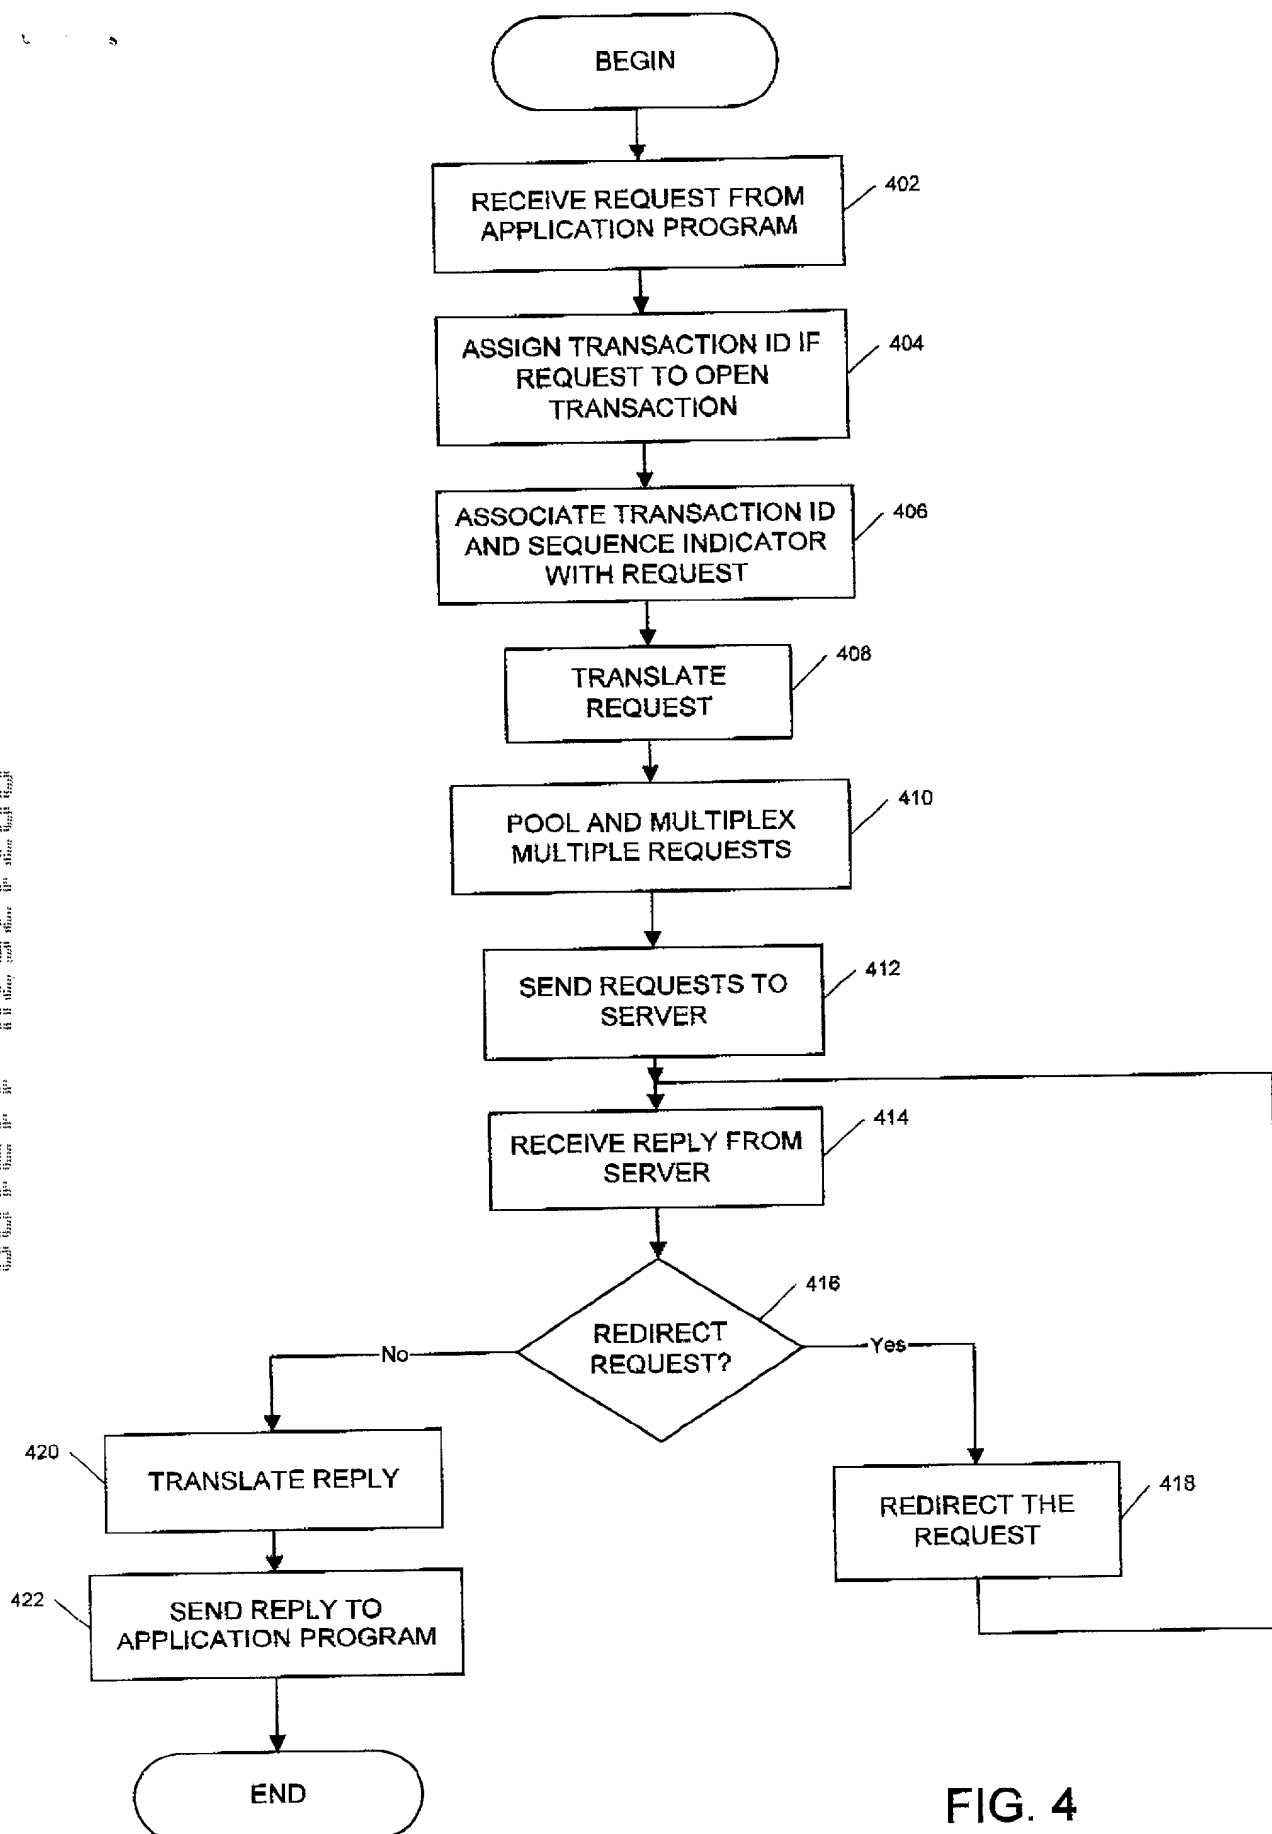 BEGIN
RECEIVE REQUEST FROM
APPLICATION PROGRAM
402
ASSIGN TRANSACTION ID IF
REQUEST TO OPEN
TRANSACTION
404
ASSOCIATE TRANSACTION ID
AND SEQUENCE INDICATOR
WITH REQUEST
406
TRANSLATE
REQUEST
408
POOL AND MULTIPLEX
MULTIPLE REQUESTS
410
SEND REQUESTS TO
SERVER
412
RECEIVE REPLY FROM
SERVER
414
REDIRECT
REQUEST?
416
No
Yes
TRANSLATE REPLY
420
REDIRECT THE
REQUEST
418
SEND REPLY TO
APPLICATION PROGRAM
422
END
FIG. 4